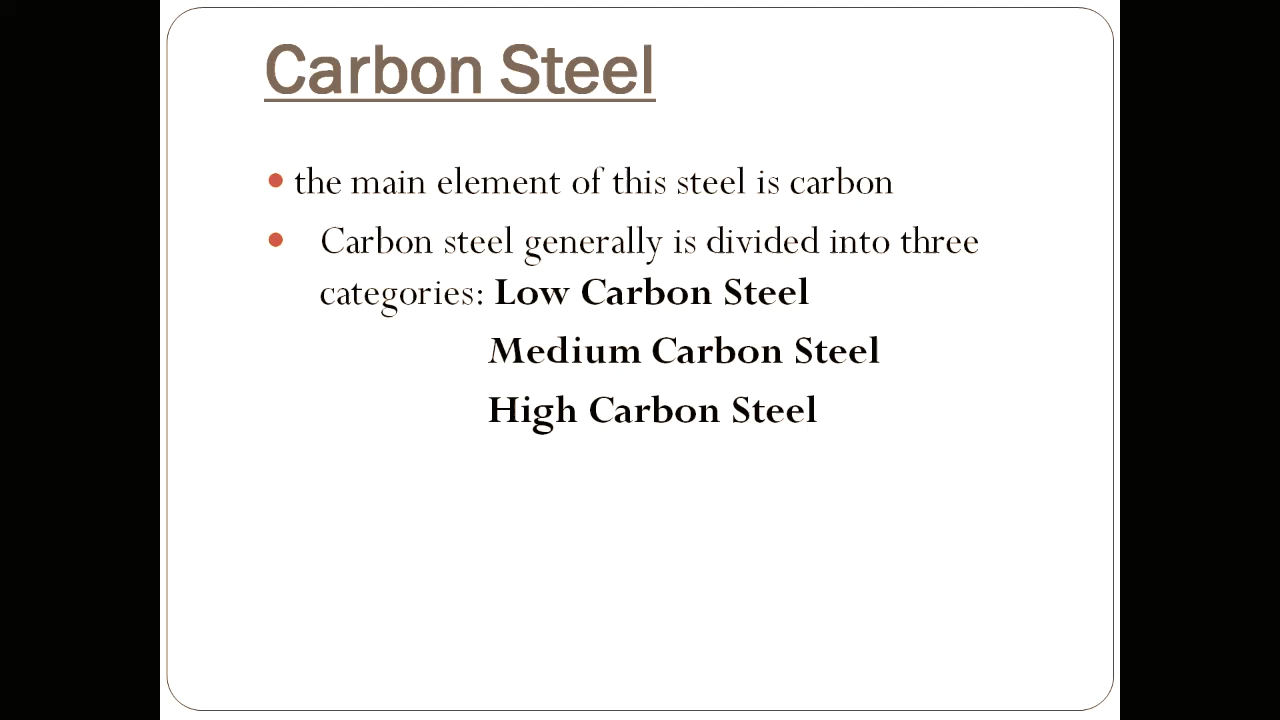 Carbon Steel
• the main element of this steel is carbon
• Carbon steel generally is divided into three
categories: Low Carbon Steel
Medium Carbon Steel
High Carbon Steel